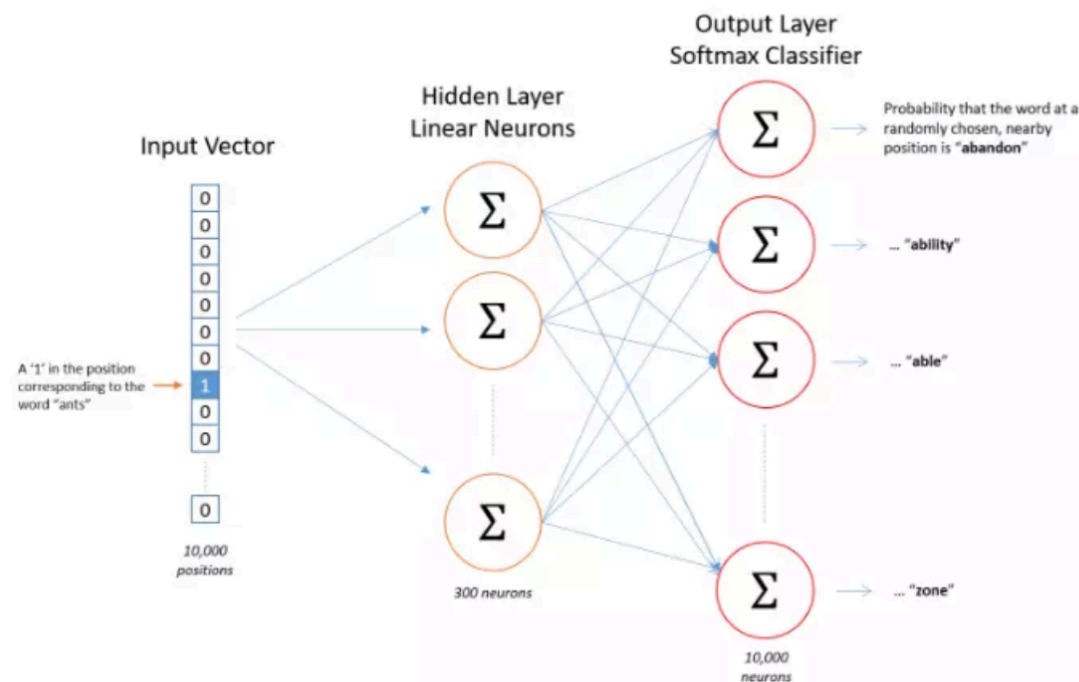 Output Layer
Softmax Classifier
Hidden Layer
Linear Neurons
Input Vector
0
0
0
0
0
0
0
1
0
0
0
A ‘1’ in the position
corresponding to the
word “ants”
10,000
positions
Σ
Σ
Σ
300 neurons
Σ
Σ
Σ
Σ
10,000
neurons
Probability that the word at a
randomly chosen, nearby
position is “abandon”
... “ability”
... “able”
... “zone”